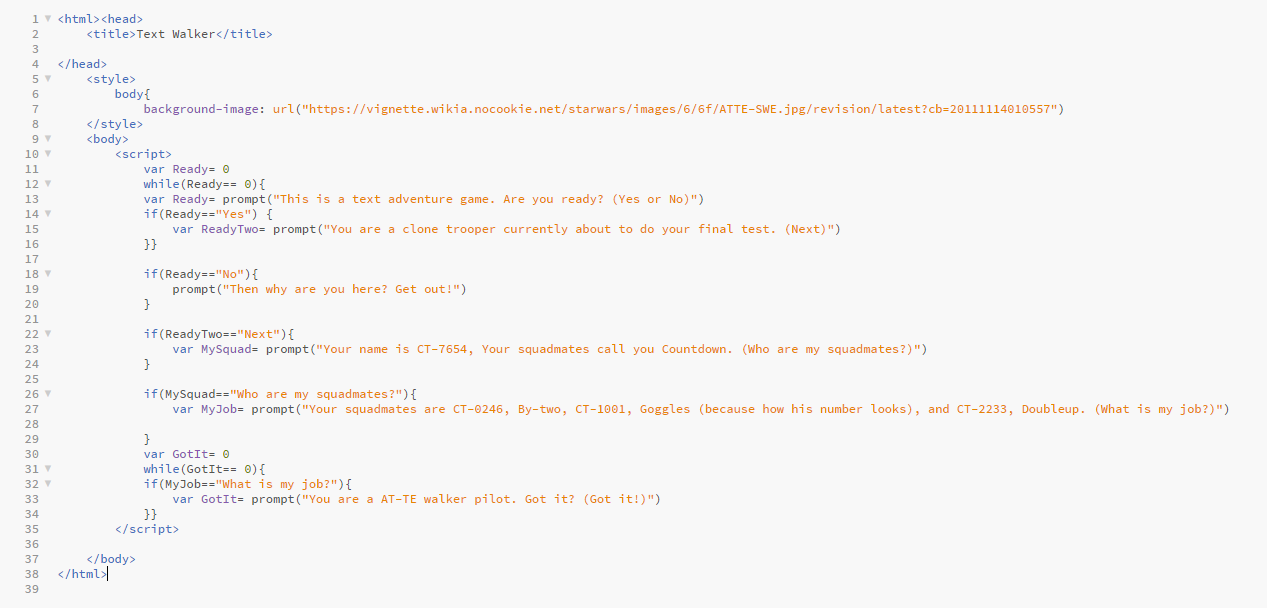 1 <html><head>
2 <title>Text Walker</title>
3
4 </head>
5 <style>
6 body{
7 background-image: url("https://vignette.wikia.nocookie.net/starwars/images/6/6f/ATTE-SWE.jpg/revision/latest?cb=20111114010557")
8 </style>
9 <body>
10 <script>
11 var Ready= 0
12 while(Ready== 0){
13 var Ready= prompt("This is a text adventure game. Are you ready? (Yes or No)")
14 if(Ready=="Yes") {
15 var ReadyTwo= prompt("You are a clone trooper currently about to do your final test. (Next)")
16 }}
17
18 if(Ready=="No"){
19 prompt("Then why are you here? Get out!")
20 }
21
22 if(ReadyTwo=="Next"){
23 var MySquad= prompt("Your name is CT-7654, Your squadmates call you Countdown. (Who are my squadmates?)")
24 }
25
26 if(MySquad=="Who are my squadmates?"){
27 var MyJob= prompt("Your squadmates are CT-0246, By-two, CT-1001, Goggles (because how his number looks), and CT-2233, Doubleup. (What is my job?)")
28
29 }
30 var GotIt= 0
31 while(GotIt== 0){
32 if(MyJob=="What is my job?"){
33 var GotIt= prompt("You are a AT-TE walker pilot. Got it? (Got it!)")
34 }}
35 </script>
36
37 </body>
38 </html>
39